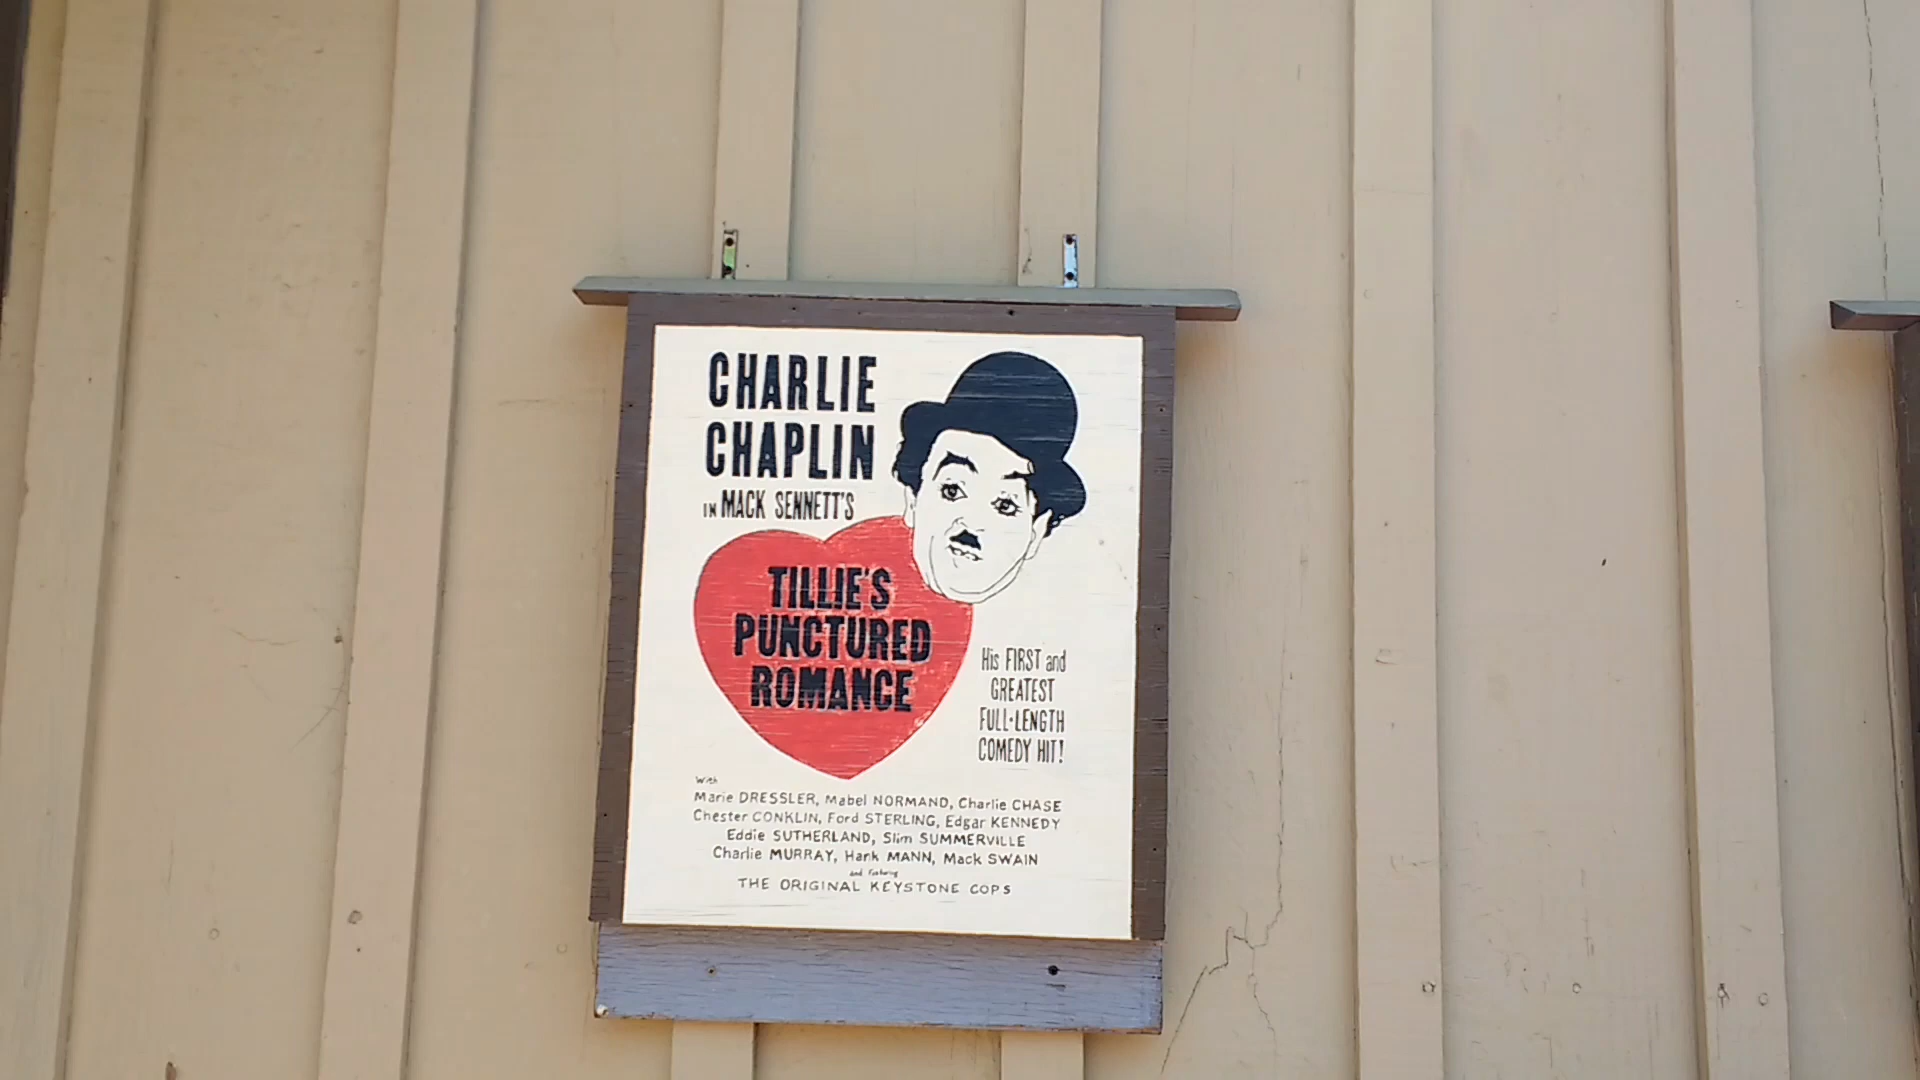 CHARLIE
CHAPLIN
IN MACK SENNETT'S
TILLIE'S
PUNCTURED
ROMANCE
His FIRST and
GREATEST
FULL-LENGTH
COMEDY HIT!
With
Marie DRESSLER, Mabel NORMAND, Charlie CHASE
Chester CONKLIN, Ford STERLING, Edgar KENNEDY
Eddie SUTHERLAND, Slim SUMMERVILLE
Charlie MURRAY, Hank MANN, Mack SWAIN
and featuring
THE ORIGINAL KEYSTONE COPS